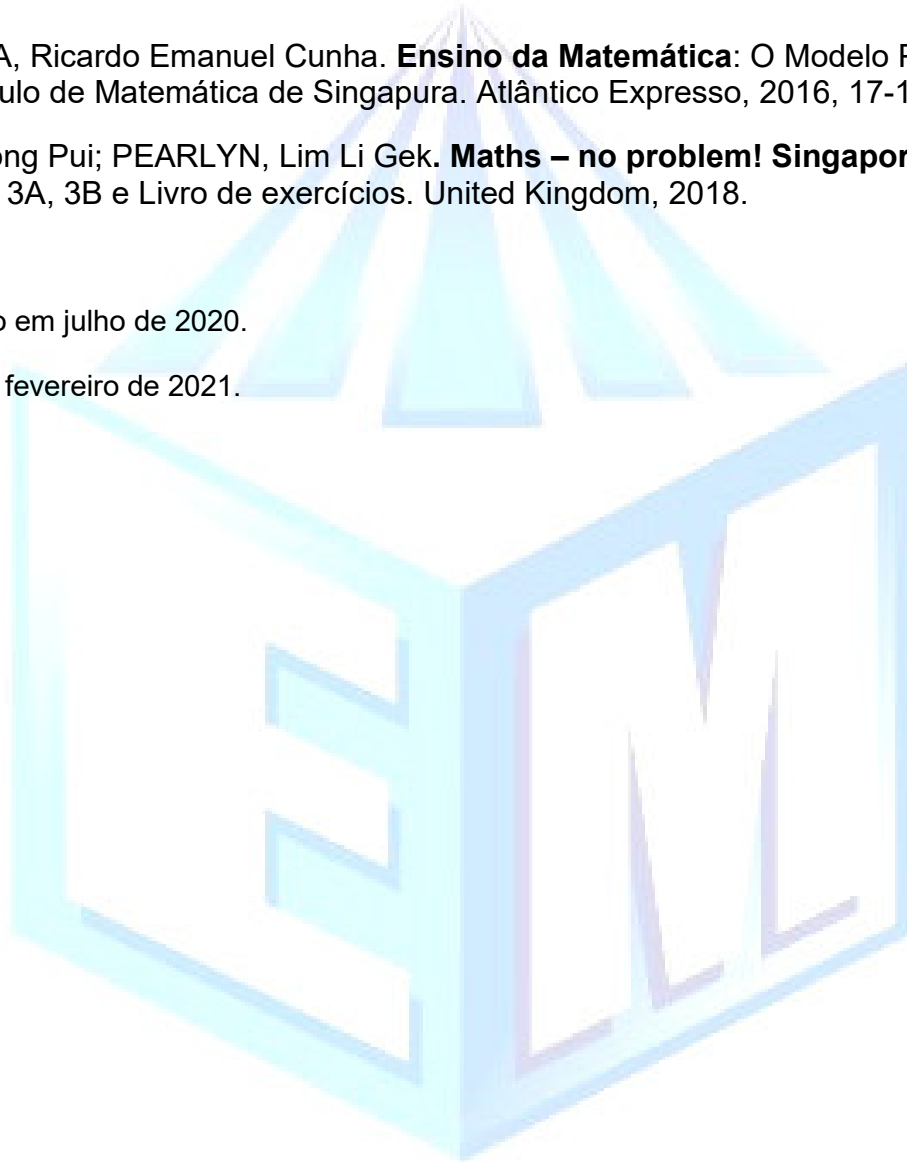 A, Ricardo Emanuel Cunha. Ensino da Matemática: O Modelo
ulo de Matemática de Singapura. Atlântico Expresso, 2016, 17-1
ong Pui; PEARLYN, Lim Li Gek. Maths – no problem! Singapor
3A, 3B e Livro de exercícios. United Kingdom, 2018.
o em julho de 2020.
fevereiro de 2021.
EM